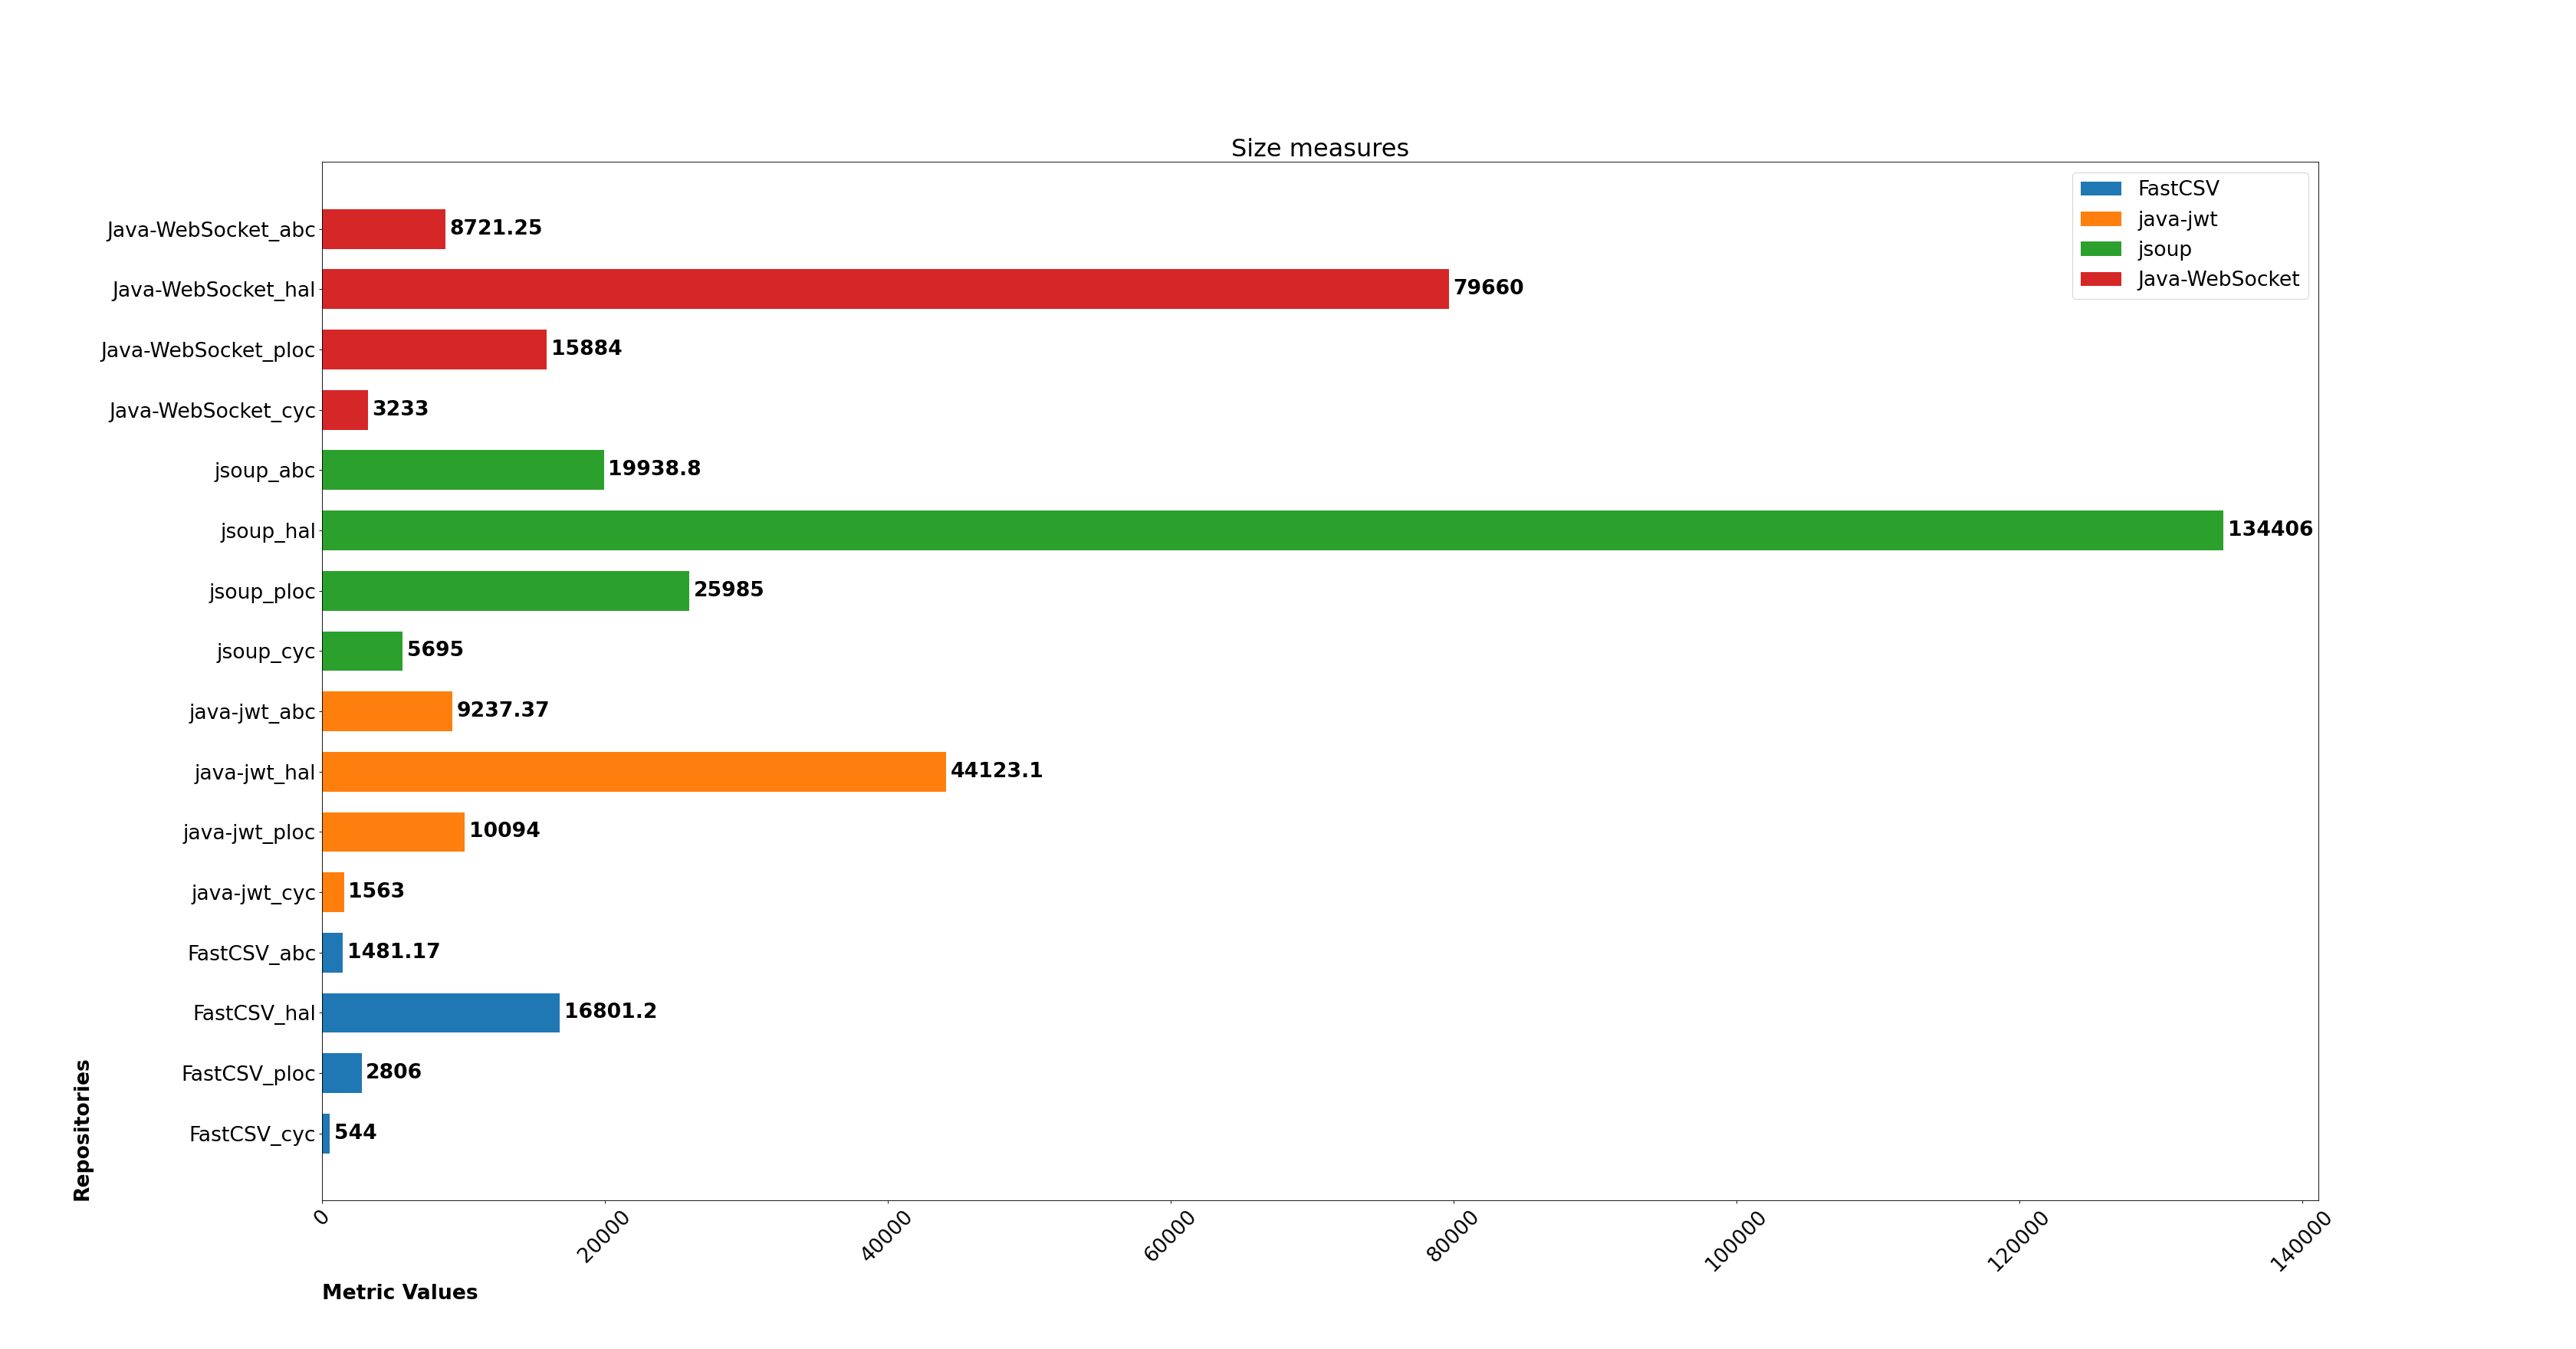 Size measures
FastCSV
java-jwt
jsoup
Java-WebSocket
Java-WebSocket_abc 8721.25
Java-WebSocket_hal 79660
Java-WebSocket_ploc 15884
Java-WebSocket_cyc 3233
jsoup_abc 19938.8
jsoup_hal 134406
jsoup_ploc 25985
jsoup_cyc 5695
java-jwt_abc 9237.37
java-jwt_hal 44123.1
java-jwt_ploc 10094
java-jwt_cyc 1563
FastCSV_abc 1481.17
FastCSV_hal 16801.2
FastCSV_ploc 2806
FastCSV_cyc 544
Repositories
0 20000 40000 60000 80000 100000 120000 140000
Metric Values